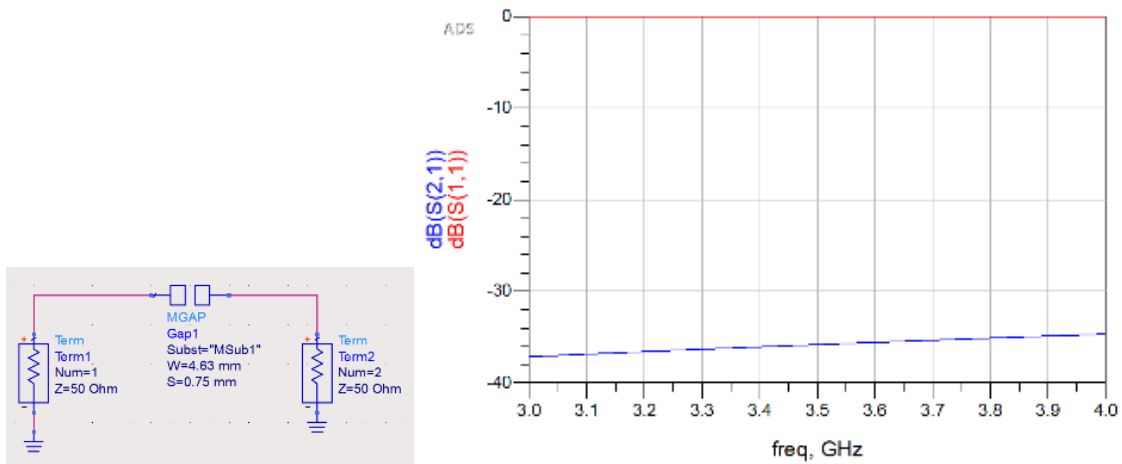 MGAP
Gap1
Subst="MSub1"
W=4.63 mm
S=0.75 mm
+
Term
Term1
Num=1
Z=50 Ohm
-
+
Term
Term2
Num=2
Z=50 Ohm
-
ADS
dB(S(2,1))
dB(S(1,1))
0
-10
-20
-30
-40
3.0 3.1 3.2 3.3 3.4 3.5 3.6 3.7 3.8 3.9 4.0
freq, GHz